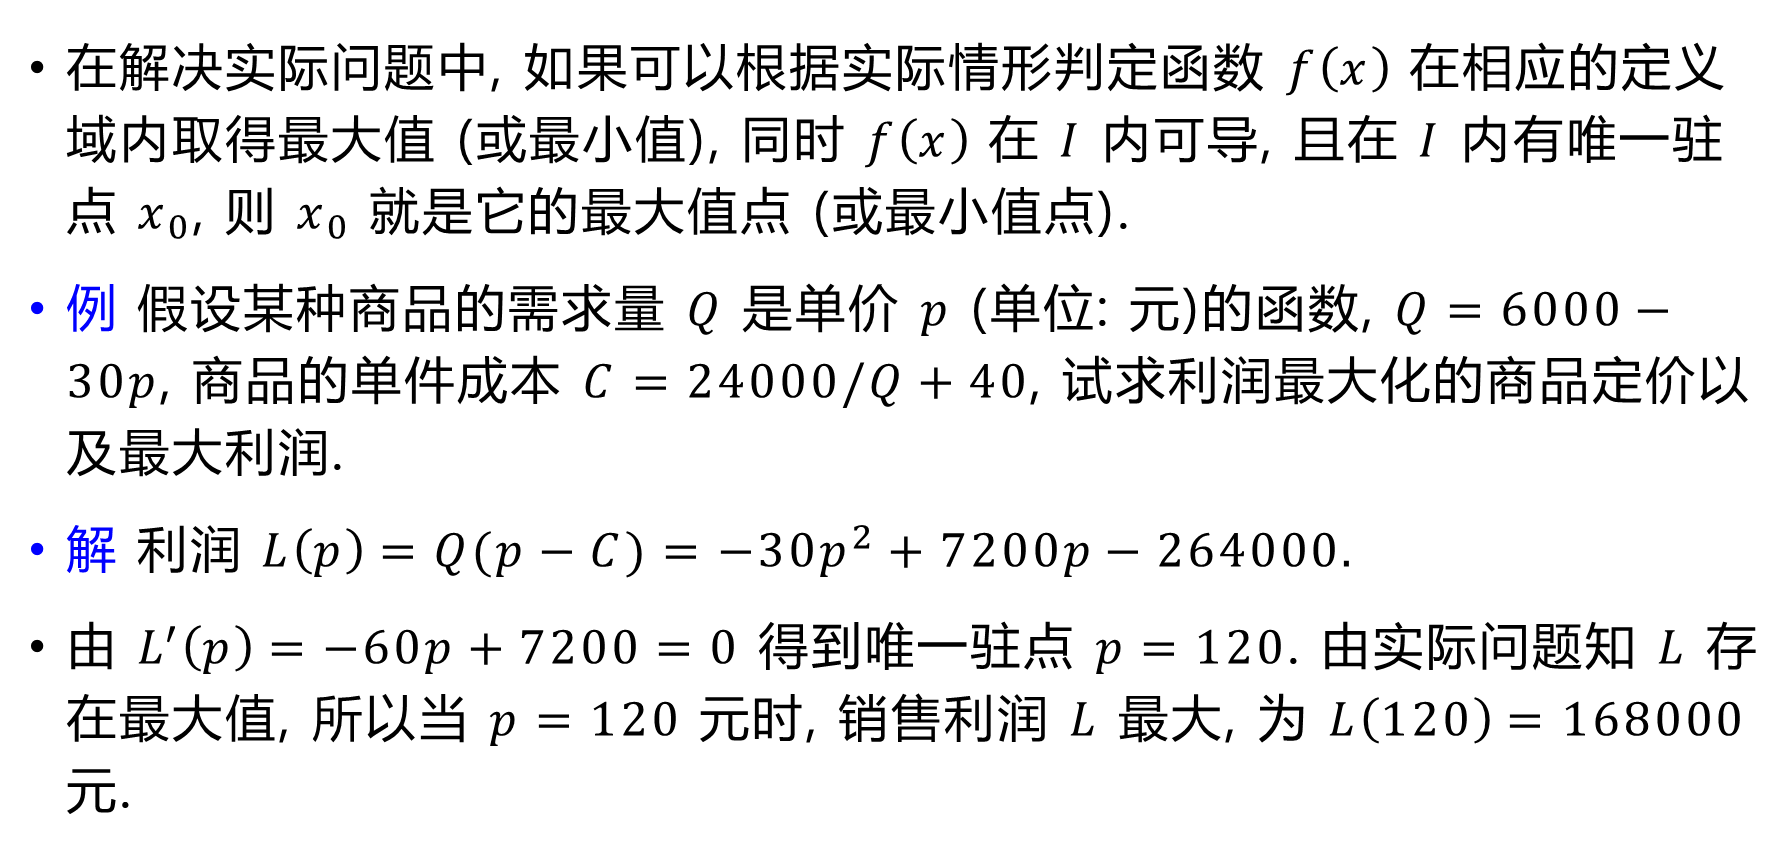 • 在解决实际问题中, 如果可以根据实际情形判定函数 f(x) 在相应的定义
域内取得最大值 (或最小值), 同时 f(x) 在 I 内可导, 且在 I 内有唯一驻
点 x₀, 则 x₀ 就是它的最大值点 (或最小值点).
• 例 假设某种商品的需求量 Q 是单价 p (单位: 元)的函数, Q = 6000 −
30p, 商品的单件成本 C = 24000/Q + 40, 试求利润最大化的商品定价以
及最大利润.
• 解 利润 L(p) = Q(p − C) = −30p² + 7200p − 264000.
• 由 L′(p) = −60p + 7200 = 0 得到唯一驻点 p = 120. 由实际问题知 L 存
在最大值, 所以当 p = 120 元时, 销售利润 L 最大, 为 L(120) = 168000
元.